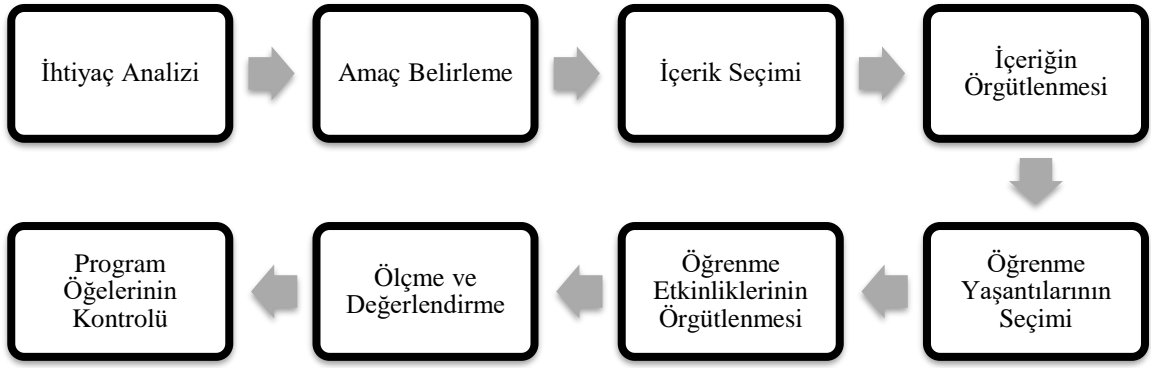 İhtiyaç Analizi
Amaç Belirleme
İçerik Seçimi
İçeriğin
Örgütlenmesi
Öğrenme
Yaşantılarının
Seçimi
Öğrenme
Etkinliklerinin
Örgütlenmesi
Ölçme ve
Değerlendirme
Program
Öğelerinin
Kontrolü